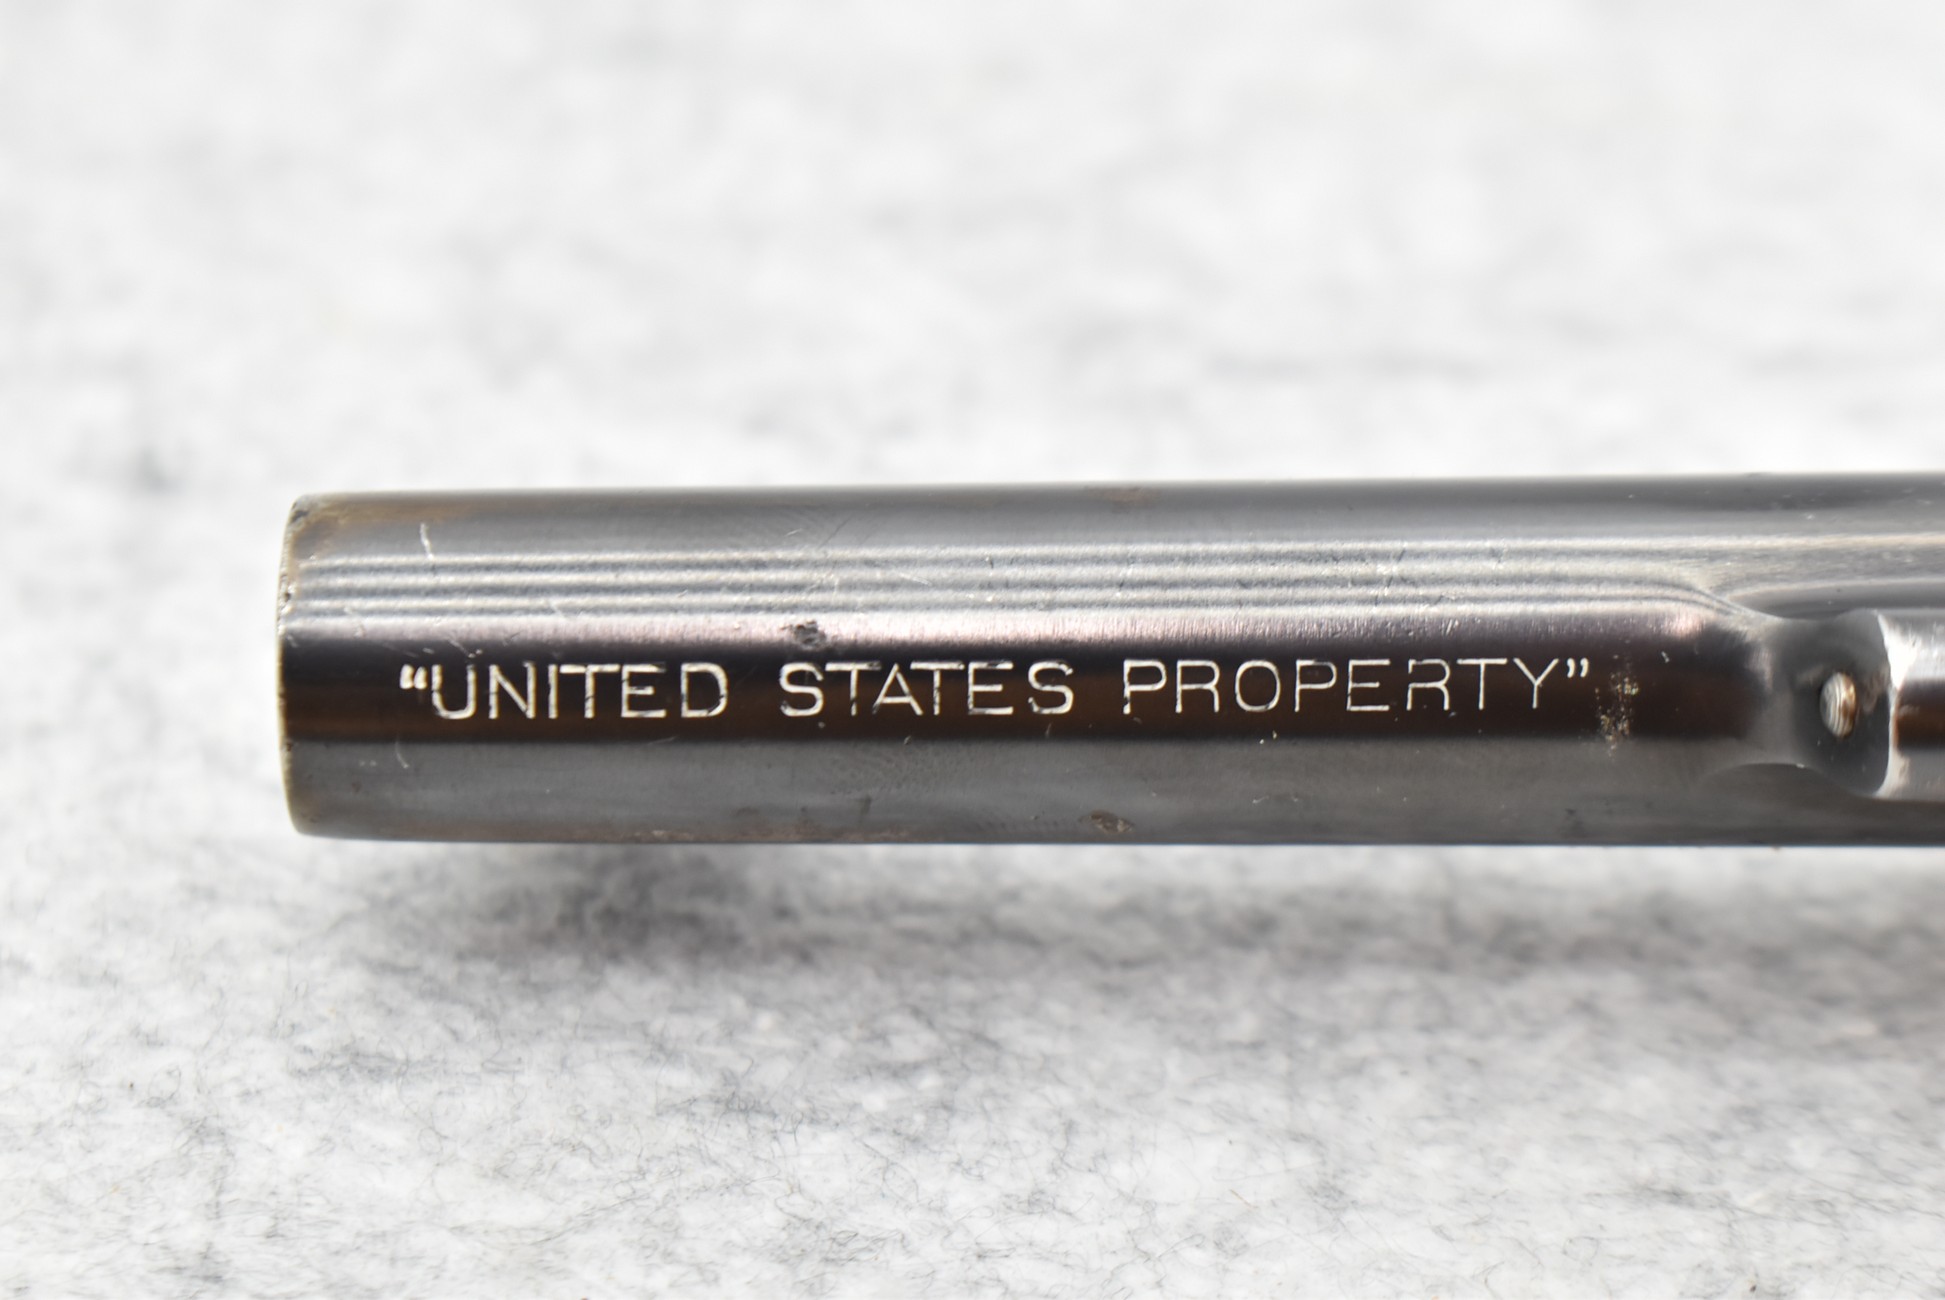 “UNITED STATES PROPERTY”